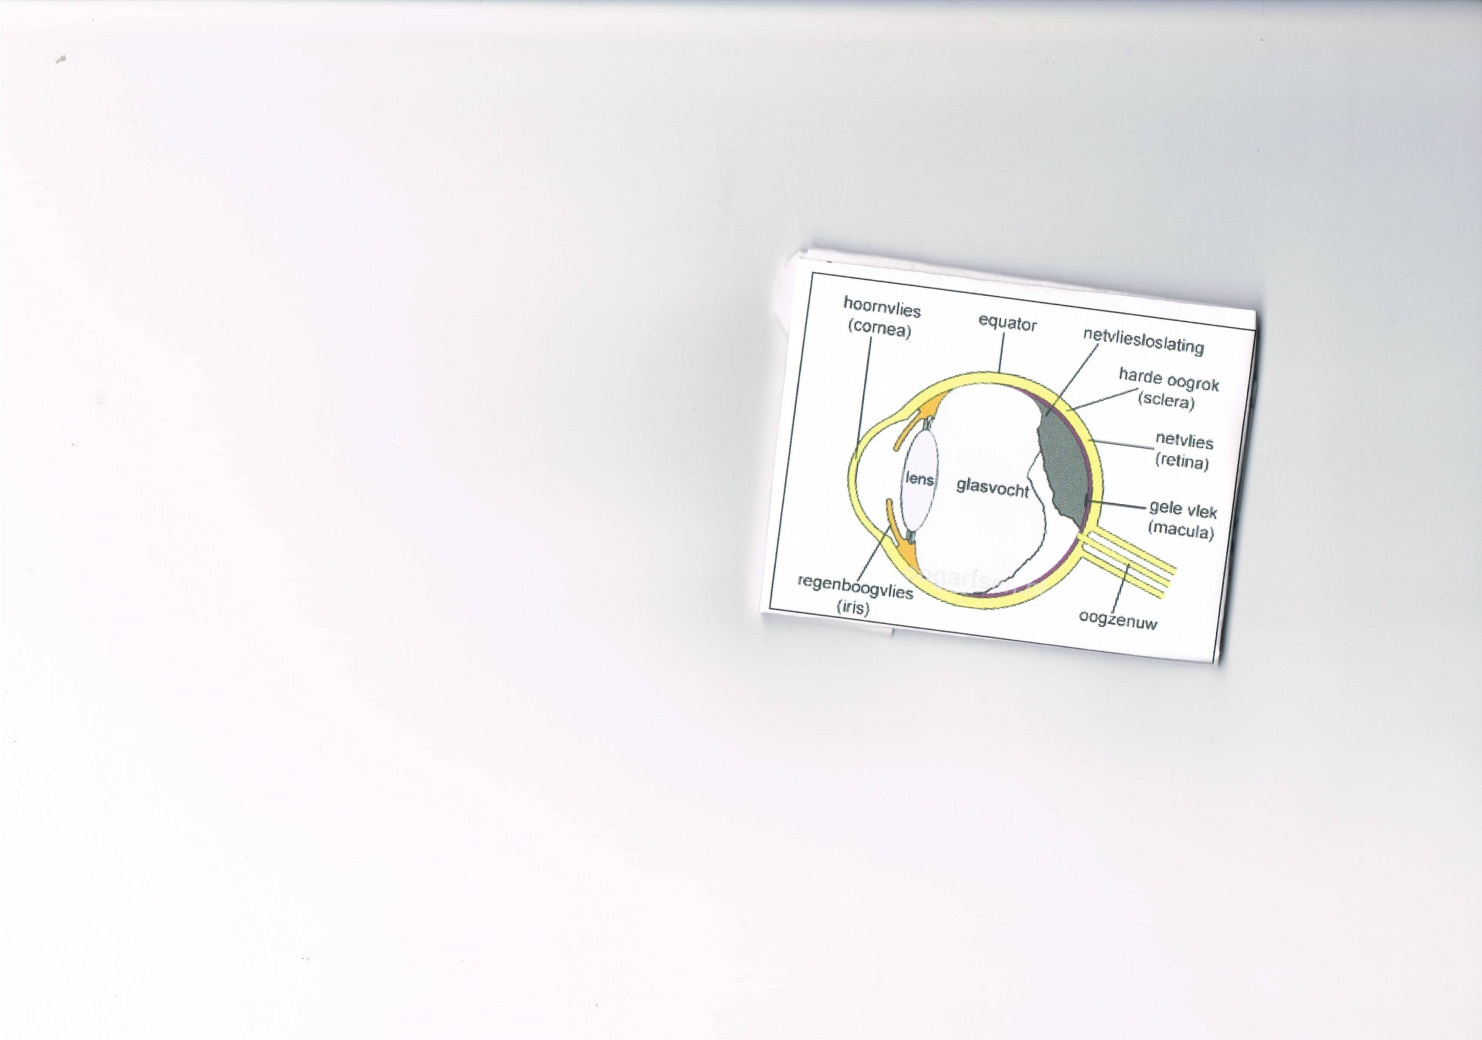 hoornvlies
(cornea)
equator
netvliesloslating
harde oogrok
(sclera)
netvlies
(retina)
lens
glasvocht
gele vlek
(macula)
regenboogvlies
(iris)
oogzenuw